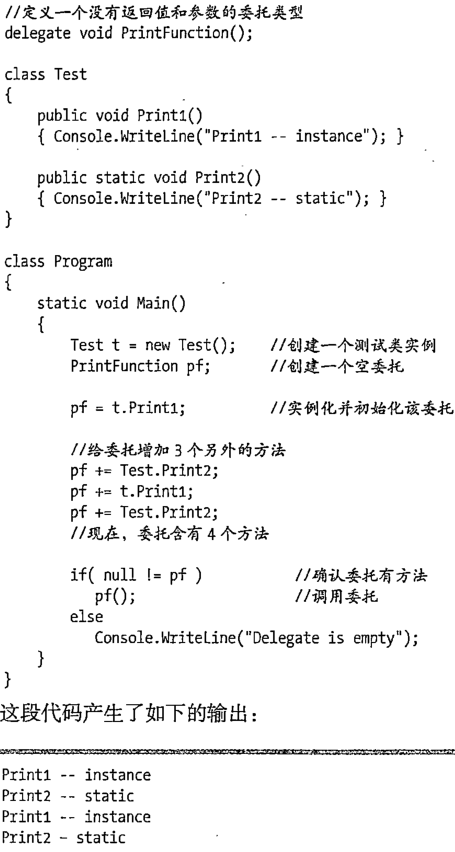 //定义一个没有返回值和参数的委托类型
delegate void PrintFunction();
class Test
{
public void Print1()
{ Console.WriteLine("Print1 -- instance"); }
public static void Print2()
{ Console.WriteLine("Print2 -- static"); }
}
class Program
{
static void Main()
{
Test t = new Test(); //创建一个测试类实例
PrintFunction pf; //创建一个空委托
pf = t.Print1; //实例化并初始化该委托
//给委托增加3个另外的方法
pf += Test.Print2;
pf += t.Print1;
pf += Test.Print2;
//现在，委托含有4个方法
if( null != pf ) //确认委托有方法
pf(); //调用委托
else
Console.WriteLine("Delegate is empty");
}
}
这段代码产生了如下的输出：
Print1 -- instance
Print2 -- static
Print1 -- instance
Print2 – static